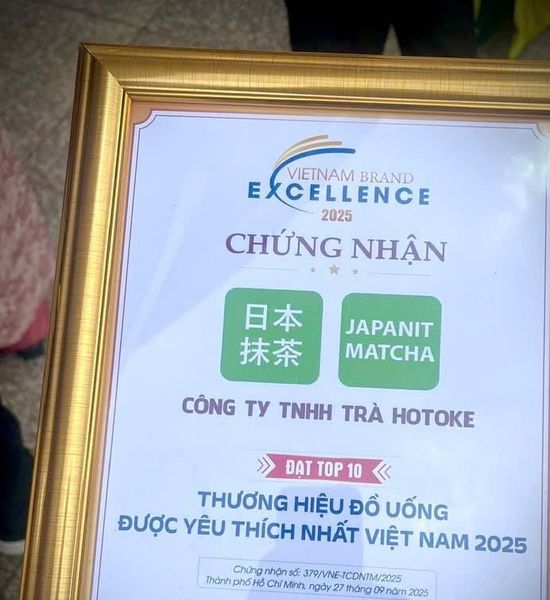 VIETNAM BRAND
EXCELLENCE
2025
CHỨNG NHẬN
日本
抹茶
JAPANIT
MATCHA
CÔNG TY TNHH TRÀ HOTOKE
ĐẠT TOP 10
THƯƠNG HIỆU ĐỒ UỐNG
ĐƯỢC YÊU THÍCH NHẤT VIỆT NAM 2025
Chứng nhận số: 379/VNE-TCDNTM/2025
Thành phố Hồ Chí Minh, ngày 27 tháng 09 năm 2025